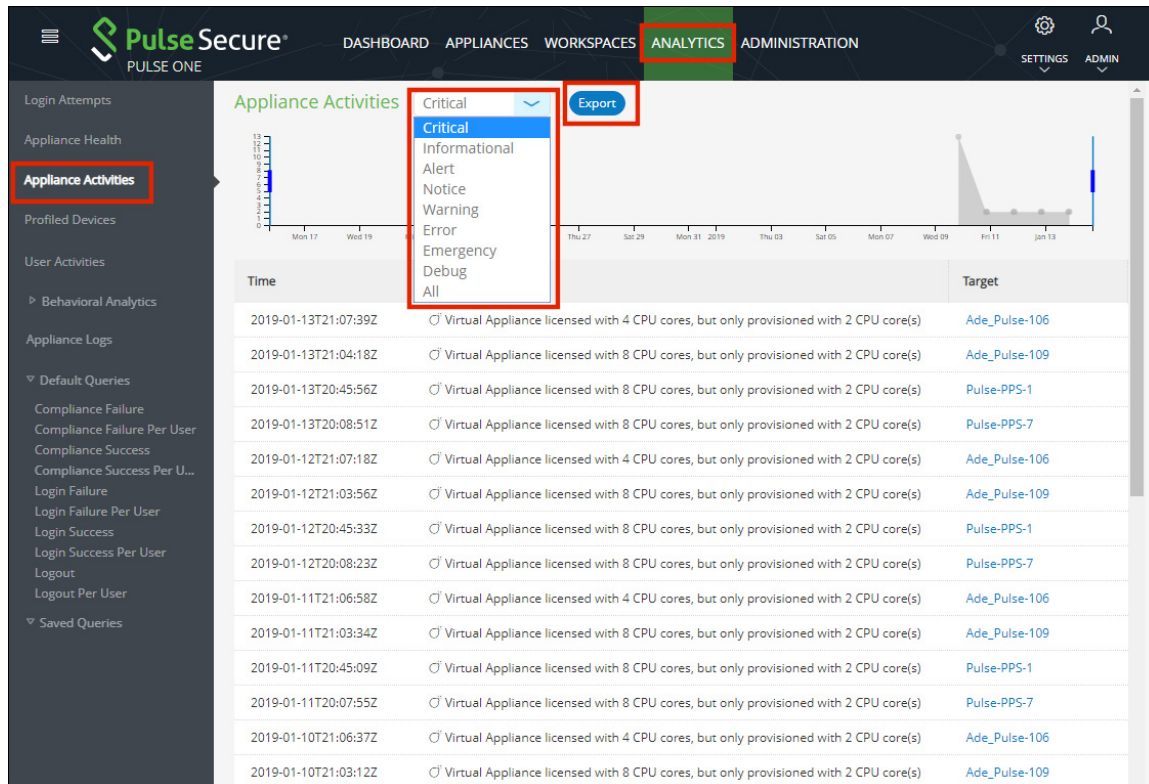 Pulse Secure®
PULSE ONE
DASHBOARD APPLIANCES WORKSPACES ANALYTICS ADMINISTRATION
SETTINGS
ADMIN
Login Attempts
Appliance Health
Appliance Activities
Profiled Devices
User Activities
Behavioral Analytics
Appliance Logs
Default Queries
Compliance Failure
Compliance Failure Per User
Compliance Success
Compliance Success Per U...
Login Failure
Login Failure Per User
Login Success
Login Success Per User
Logout
Logout Per User
Saved Queries
Appliance Activities Critical Export
Critical
Informational
Alert
Notice
Warning
Error
Emergency
Debug
All
13
12
11
10
9
8
7
6
5
4
3
2
1
0
Mon 17 Wed 19 Thu 27 Sat 29 Mon 31 2019 Thu 03 Sat 05 Mon 07 Wed 09 Fri 11 Jan 13
Time Target
2019-01-13T21:07:39Z Virtual Appliance licensed with 4 CPU cores, but only provisioned with 2 CPU core(s) Ade_Pulse-106
2019-01-13T21:04:18Z Virtual Appliance licensed with 8 CPU cores, but only provisioned with 2 CPU core(s) Ade_Pulse-109
2019-01-13T20:45:56Z Virtual Appliance licensed with 8 CPU cores, but only provisioned with 2 CPU core(s) Pulse-PPS-1
2019-01-13T20:08:51Z Virtual Appliance licensed with 8 CPU cores, but only provisioned with 2 CPU core(s) Pulse-PPS-7
2019-01-12T21:07:18Z Virtual Appliance licensed with 4 CPU cores, but only provisioned with 2 CPU core(s) Ade_Pulse-106
2019-01-12T21:03:56Z Virtual Appliance licensed with 8 CPU cores, but only provisioned with 2 CPU core(s) Ade_Pulse-109
2019-01-12T20:45:33Z Virtual Appliance licensed with 8 CPU cores, but only provisioned with 2 CPU core(s) Pulse-PPS-1
2019-01-12T20:08:23Z Virtual Appliance licensed with 8 CPU cores, but only provisioned with 2 CPU core(s) Pulse-PPS-7
2019-01-11T21:06:58Z Virtual Appliance licensed with 4 CPU cores, but only provisioned with 2 CPU core(s) Ade_Pulse-106
2019-01-11T21:03:34Z Virtual Appliance licensed with 8 CPU cores, but only provisioned with 2 CPU core(s) Ade_Pulse-109
2019-01-11T20:45:09Z Virtual Appliance licensed with 8 CPU cores, but only provisioned with 2 CPU core(s) Pulse-PPS-1
2019-01-11T20:07:55Z Virtual Appliance licensed with 8 CPU cores, but only provisioned with 2 CPU core(s) Pulse-PPS-7
2019-01-10T21:06:37Z Virtual Appliance licensed with 4 CPU cores, but only provisioned with 2 CPU core(s) Ade_Pulse-106
2019-01-10T21:03:12Z Virtual Appliance licensed with 8 CPU cores, but only provisioned with 2 CPU core(s) Ade_Pulse-109